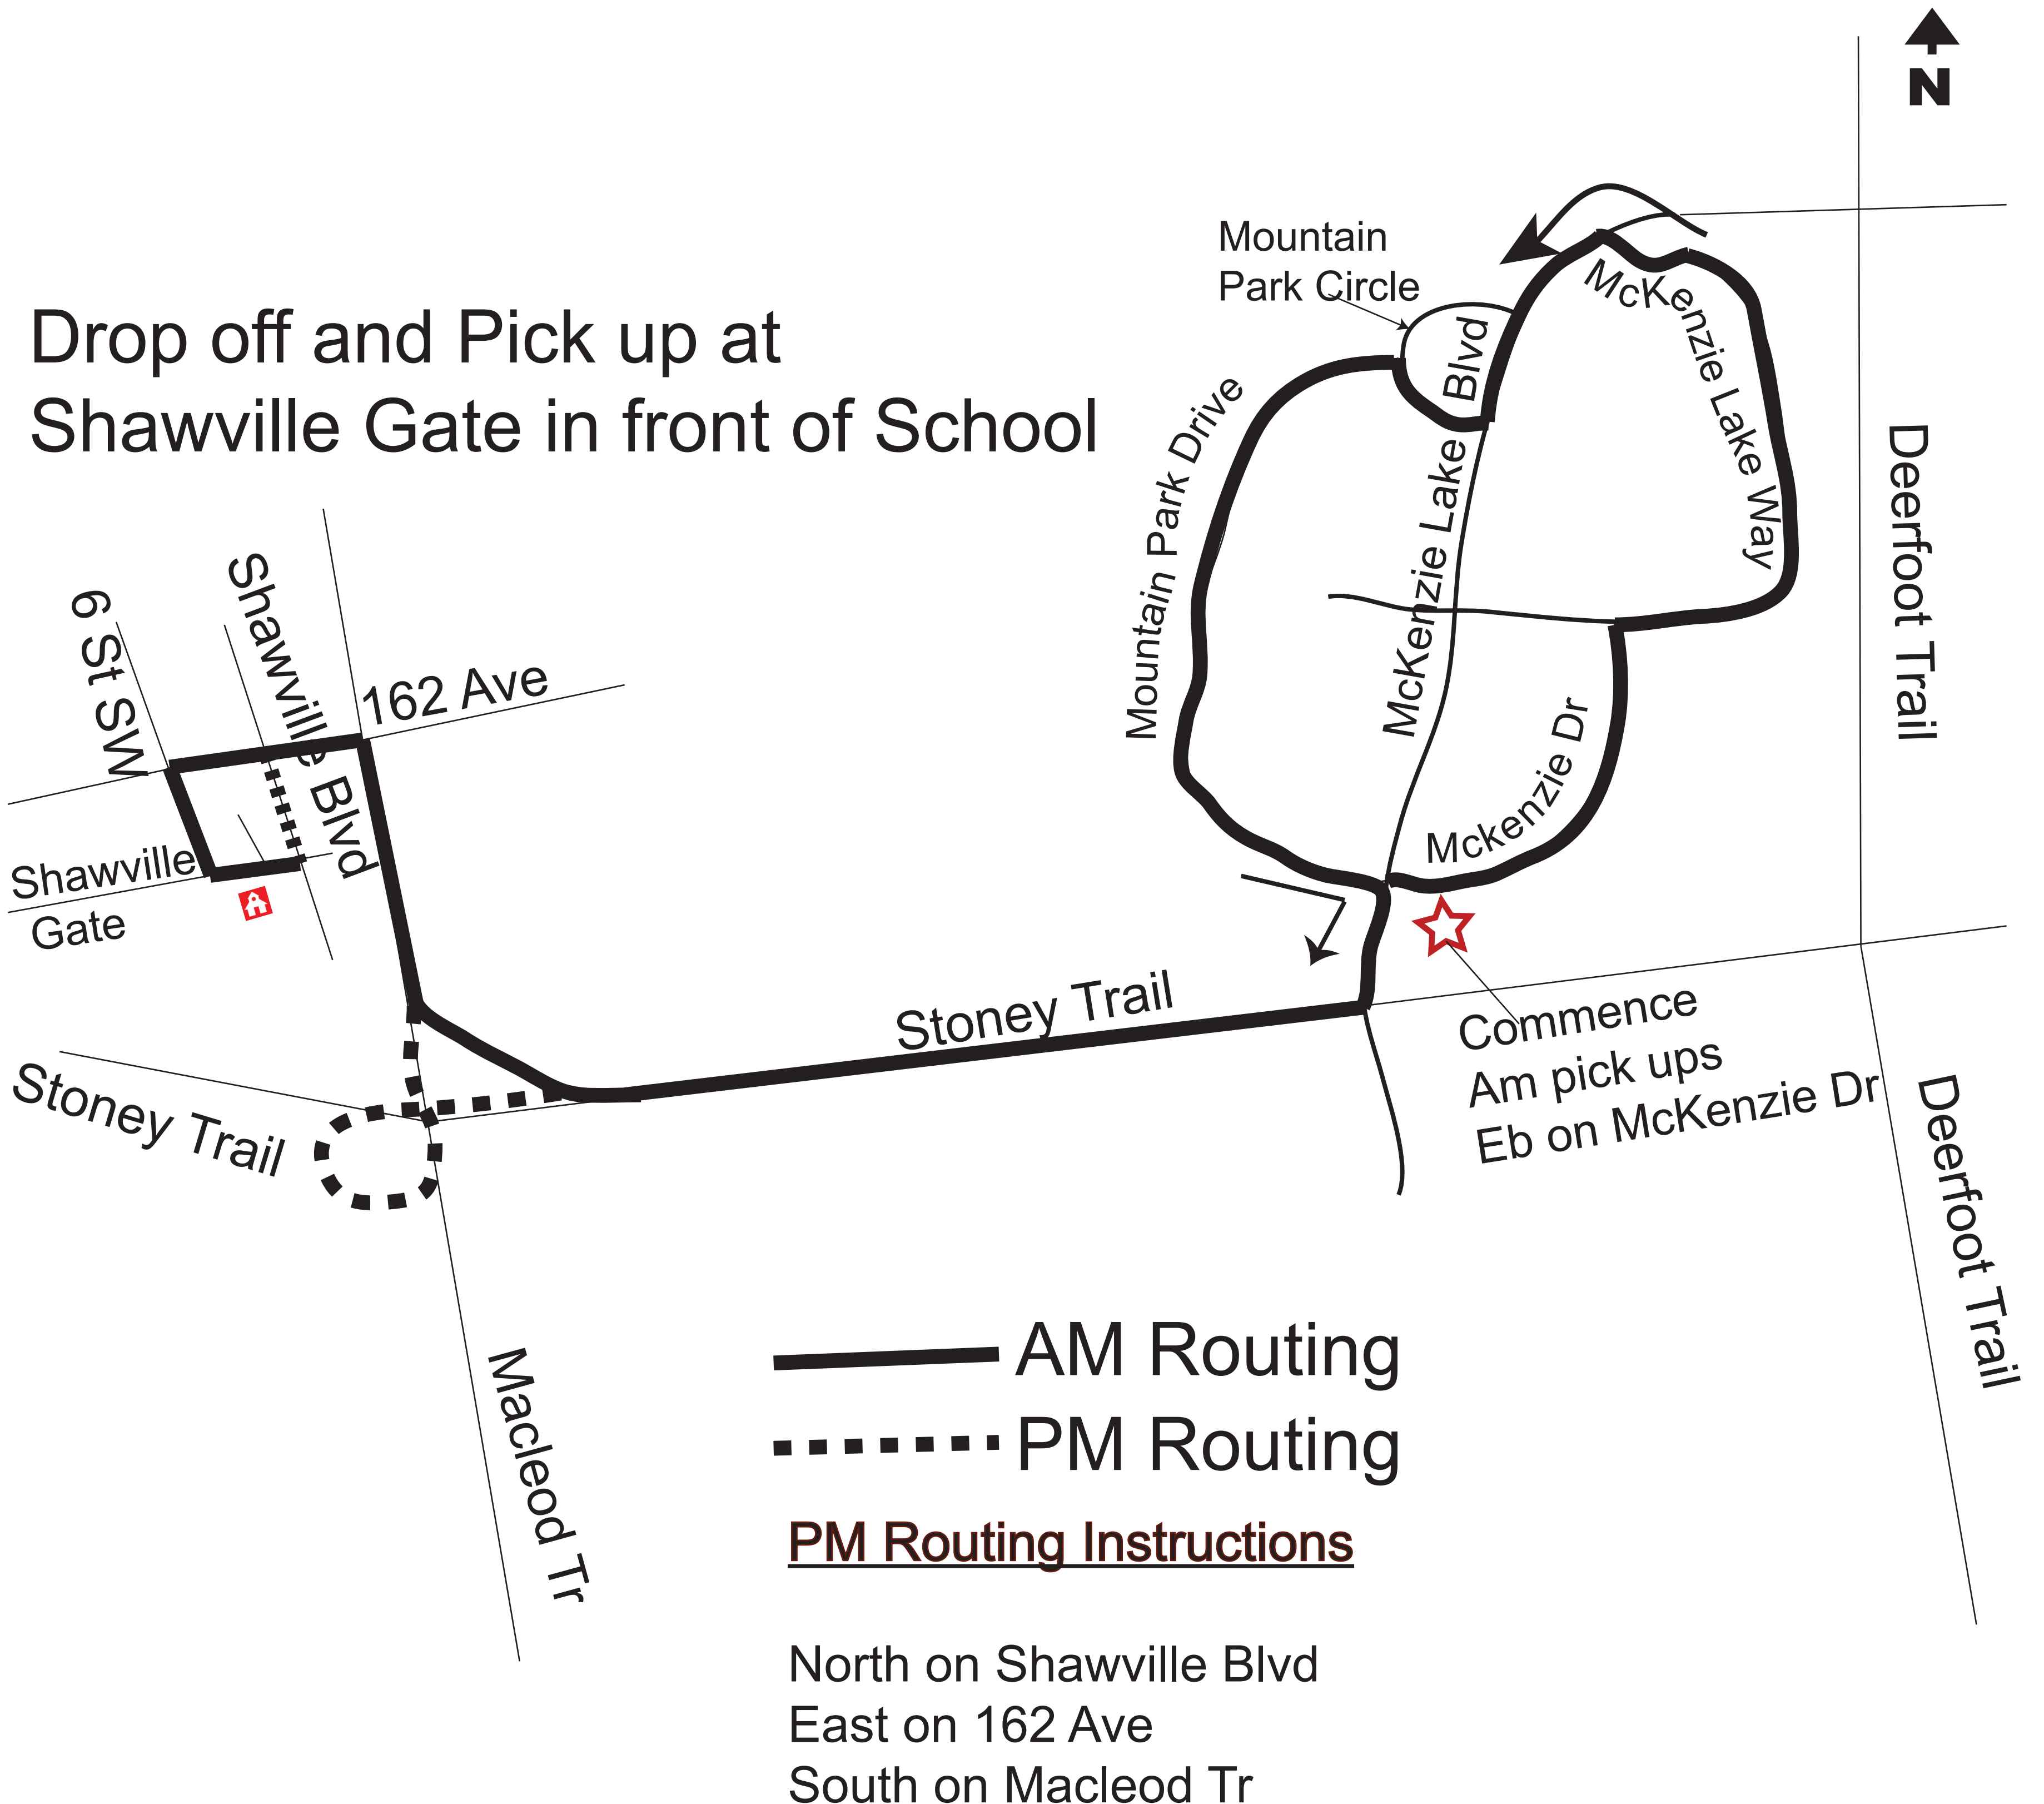 N
Mountain
Park Circle
Drop off and Pick up at
Shawville Gate in front of School
McKenzie Lake Way
McKenzie Lake Blvd
Mountain Park Drive
Deerfoot Trail
Shawville Blvd
6 St SW
162 Ave
Mckenzie Dr
Shawville
Gate
Stoney Trail
Commence
Am pick ups
Eb on McKenzie Dr
Stoney Trail
Deerfoot Trail
Macleod Tr
AM Routing
PM Routing
PM Routing Instructions
North on Shawville Blvd
East on 162 Ave
South on Macleod Tr